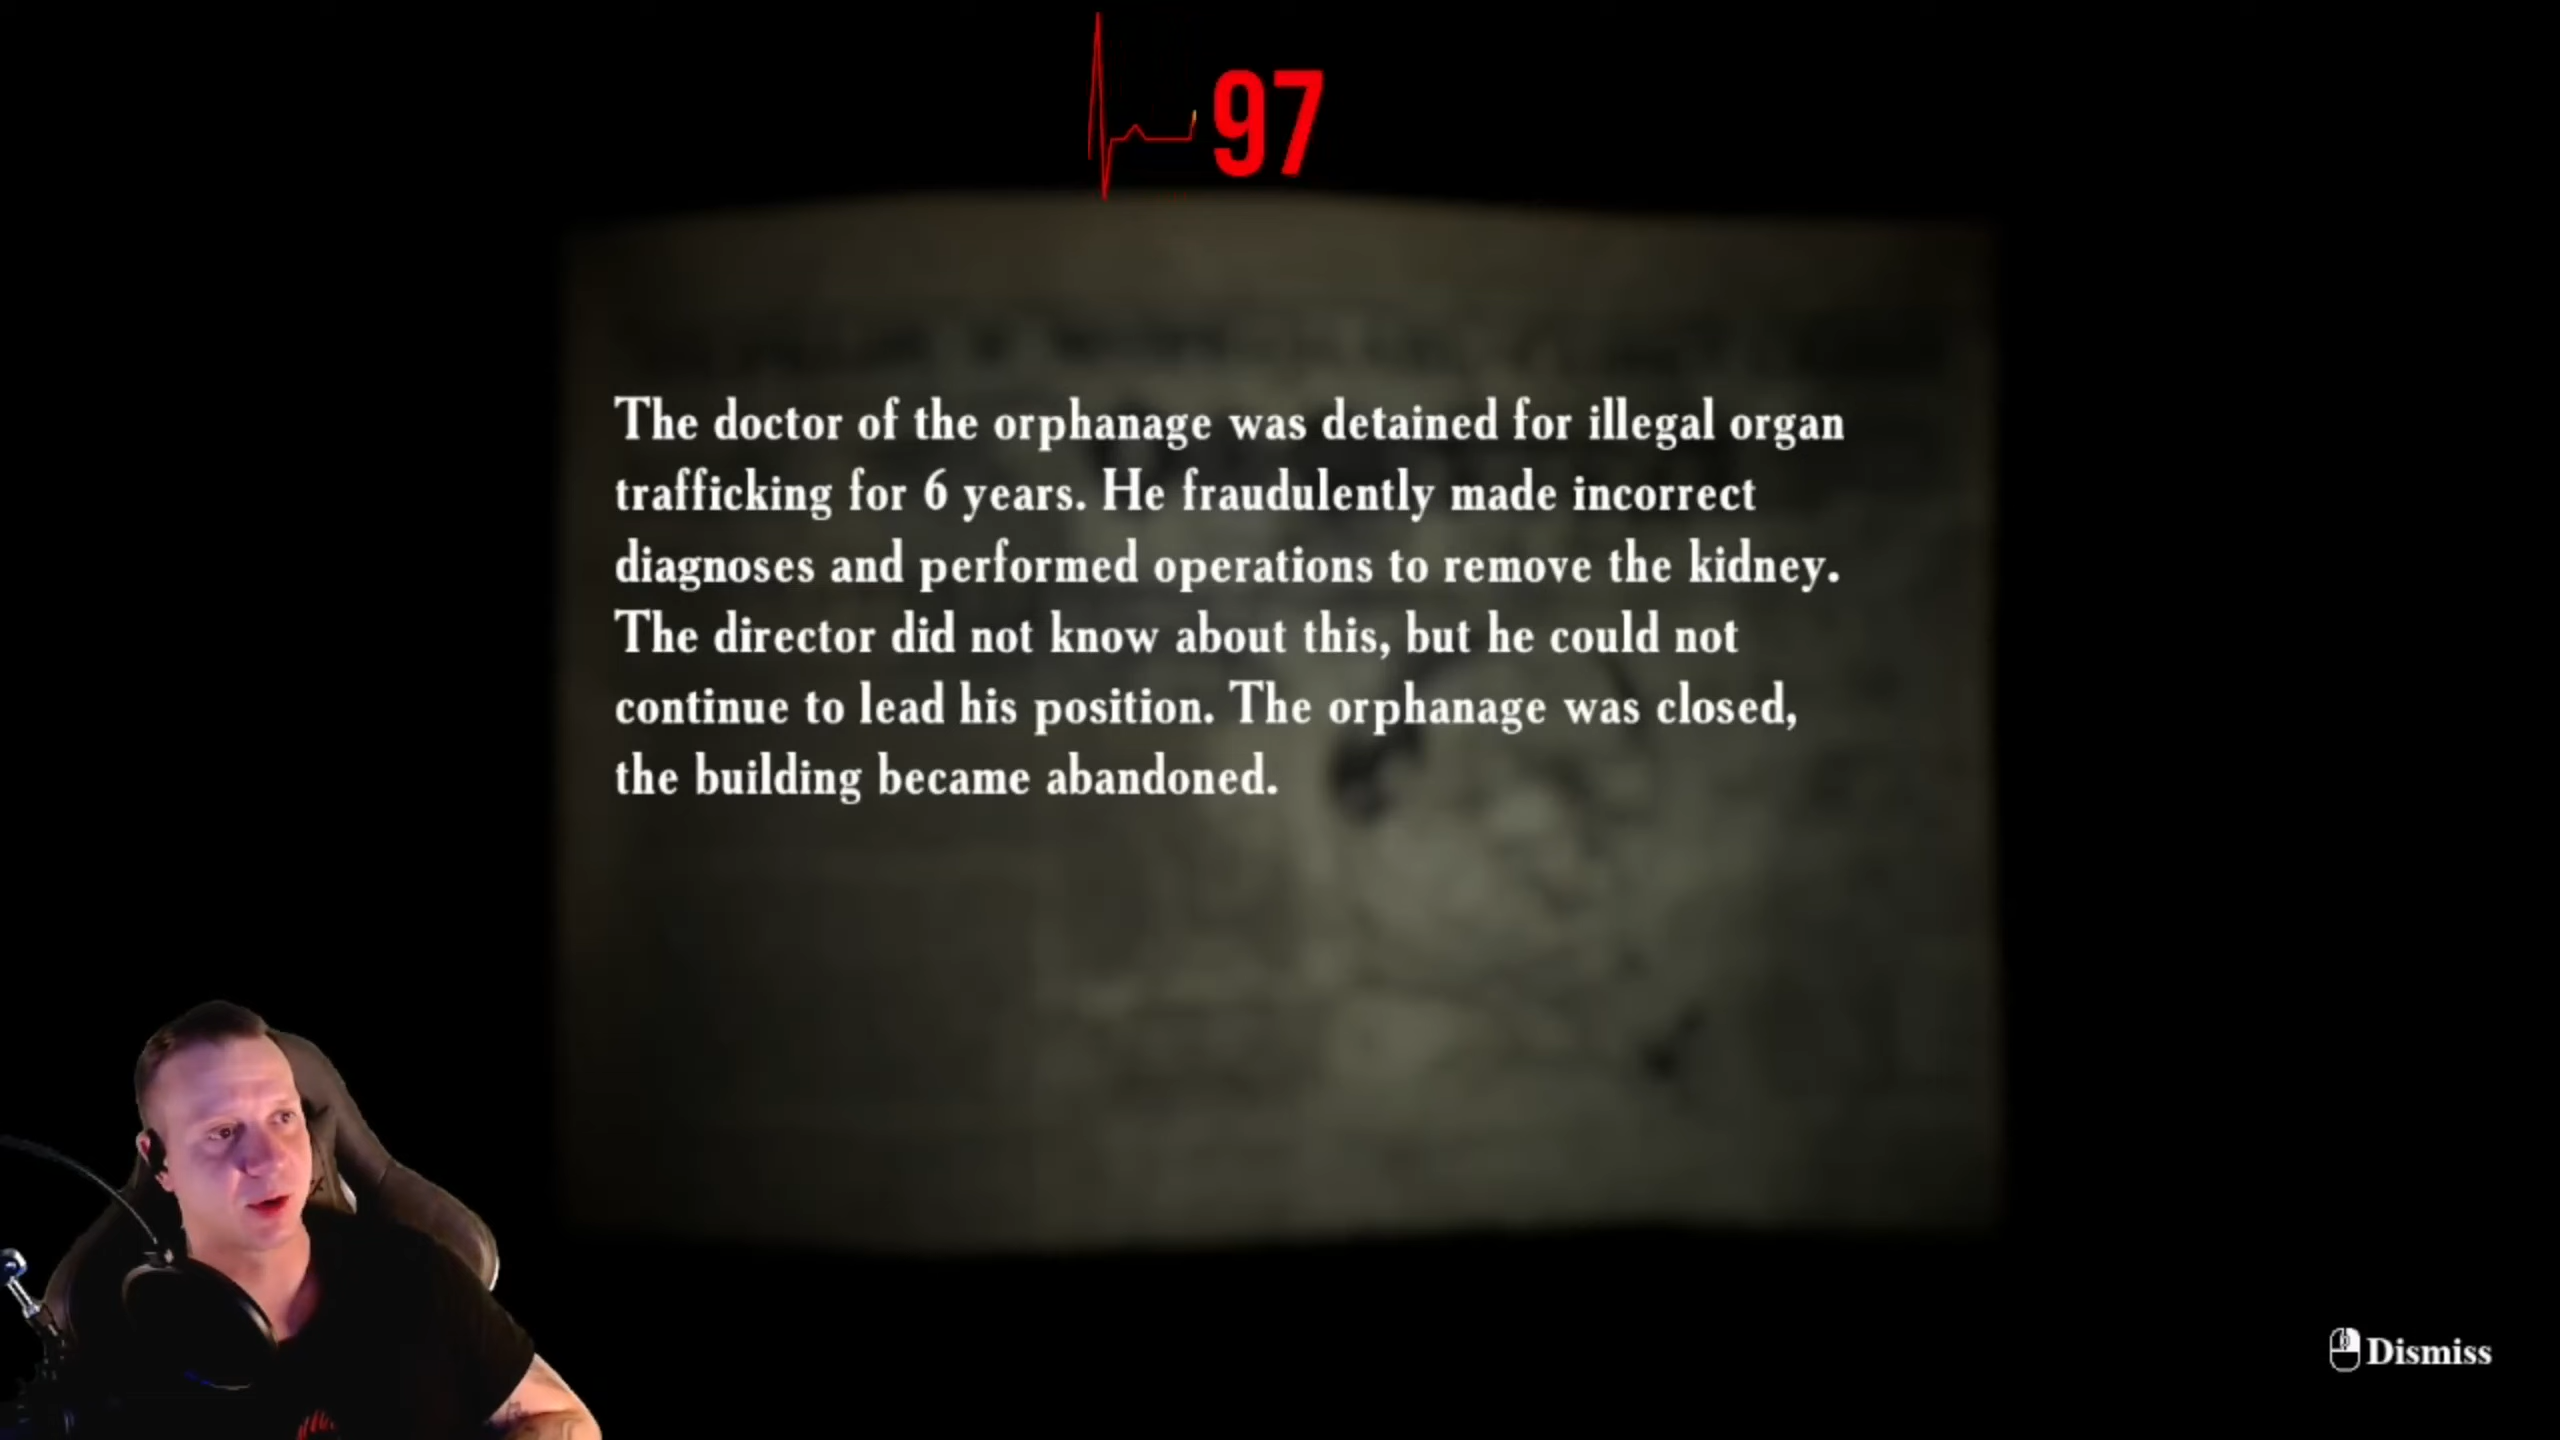 97
The doctor of the orphanage was detained for illegal organ
trafficking for 6 years. He fraudulently made incorrect
diagnoses and performed operations to remove the kidney.
The director did not know about this, but he could not
continue to lead his position. The orphanage was closed,
the building became abandoned.
Dismiss